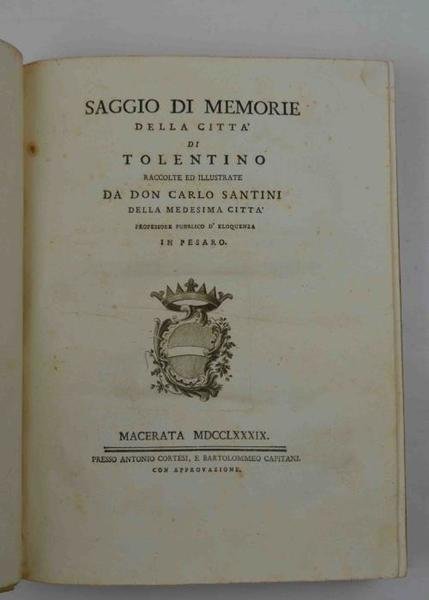 SAGGIO DI MEMORIE
DELLA CITTA'
DI
TOLENTINO
RACCOLTE ED ILLUSTRATE
DA DON CARLO SANTINI
DELLA MEDESIMA CITTA'
PROFESSORE PUBBLICO D' ELOQUENZA
IN PESARO.
MACERATA MDCCLXXXIX.
PRESSO ANTONIO CORTESI, E BARTOLOMMEO CAPITANI.
CON APPROVAZIONE.